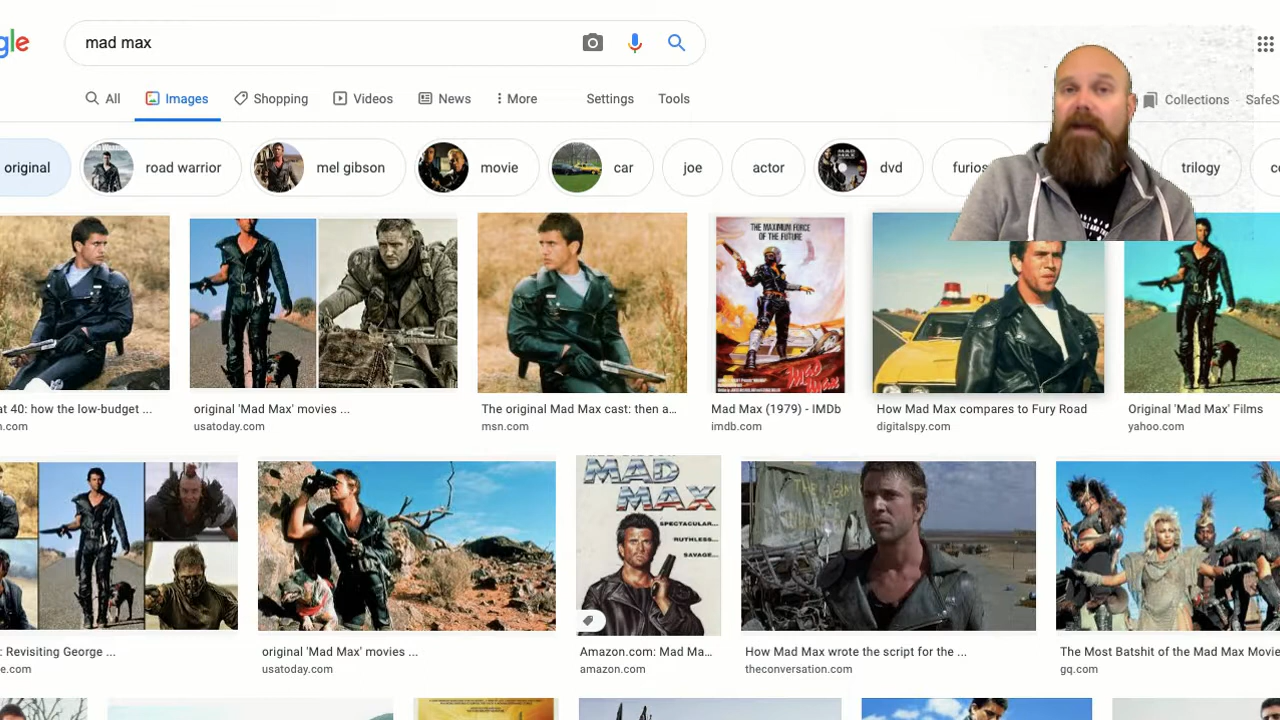 gle
mad max
All
Images
Shopping
Videos
News
More
Settings
Tools
Collections
SafeS
original
road warrior
mel gibson
movie
car
joe
actor
dvd
furios
trilogy
THE MAXIMUM FORCE
OF THE FUTURE
Mad Max
at 40: how the low-budget ...
original 'Mad Max' movies ...
The original Mad Max cast: then a...
Mad Max (1979) - IMDb
How Mad Max compares to Fury Road
Original 'Mad Max' Films
n.com
usatoday.com
msn.com
imdb.com
digitalspy.com
yahoo.com
MAD
MAX
SPECTACULAR...
RUTHLESS...
SAVAGE...
: Revisiting George ...
original 'Mad Max' movies ...
Amazon.com: Mad Ma...
How Mad Max wrote the script for the ...
The Most Batshit of the Mad Max Movie
e.com
usatoday.com
amazon.com
theconversation.com
gq.com